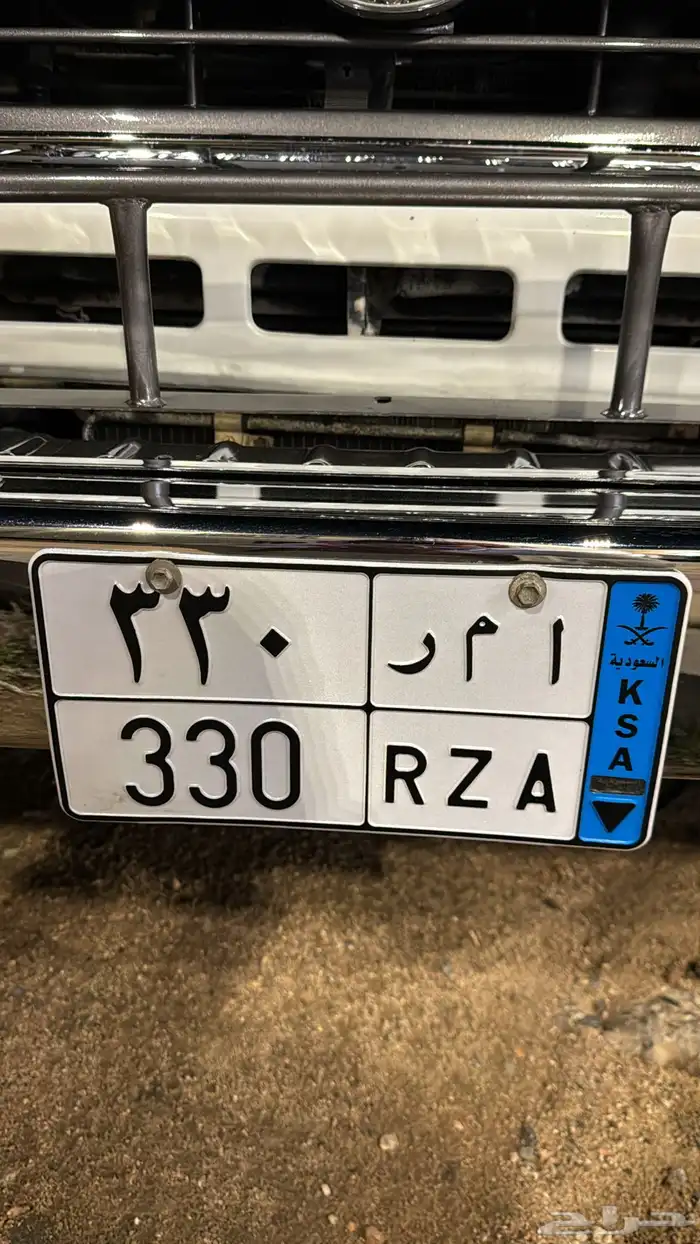 ٣٣٠ ا م ر
330 RZA
السعودية
K
S
A
حراج